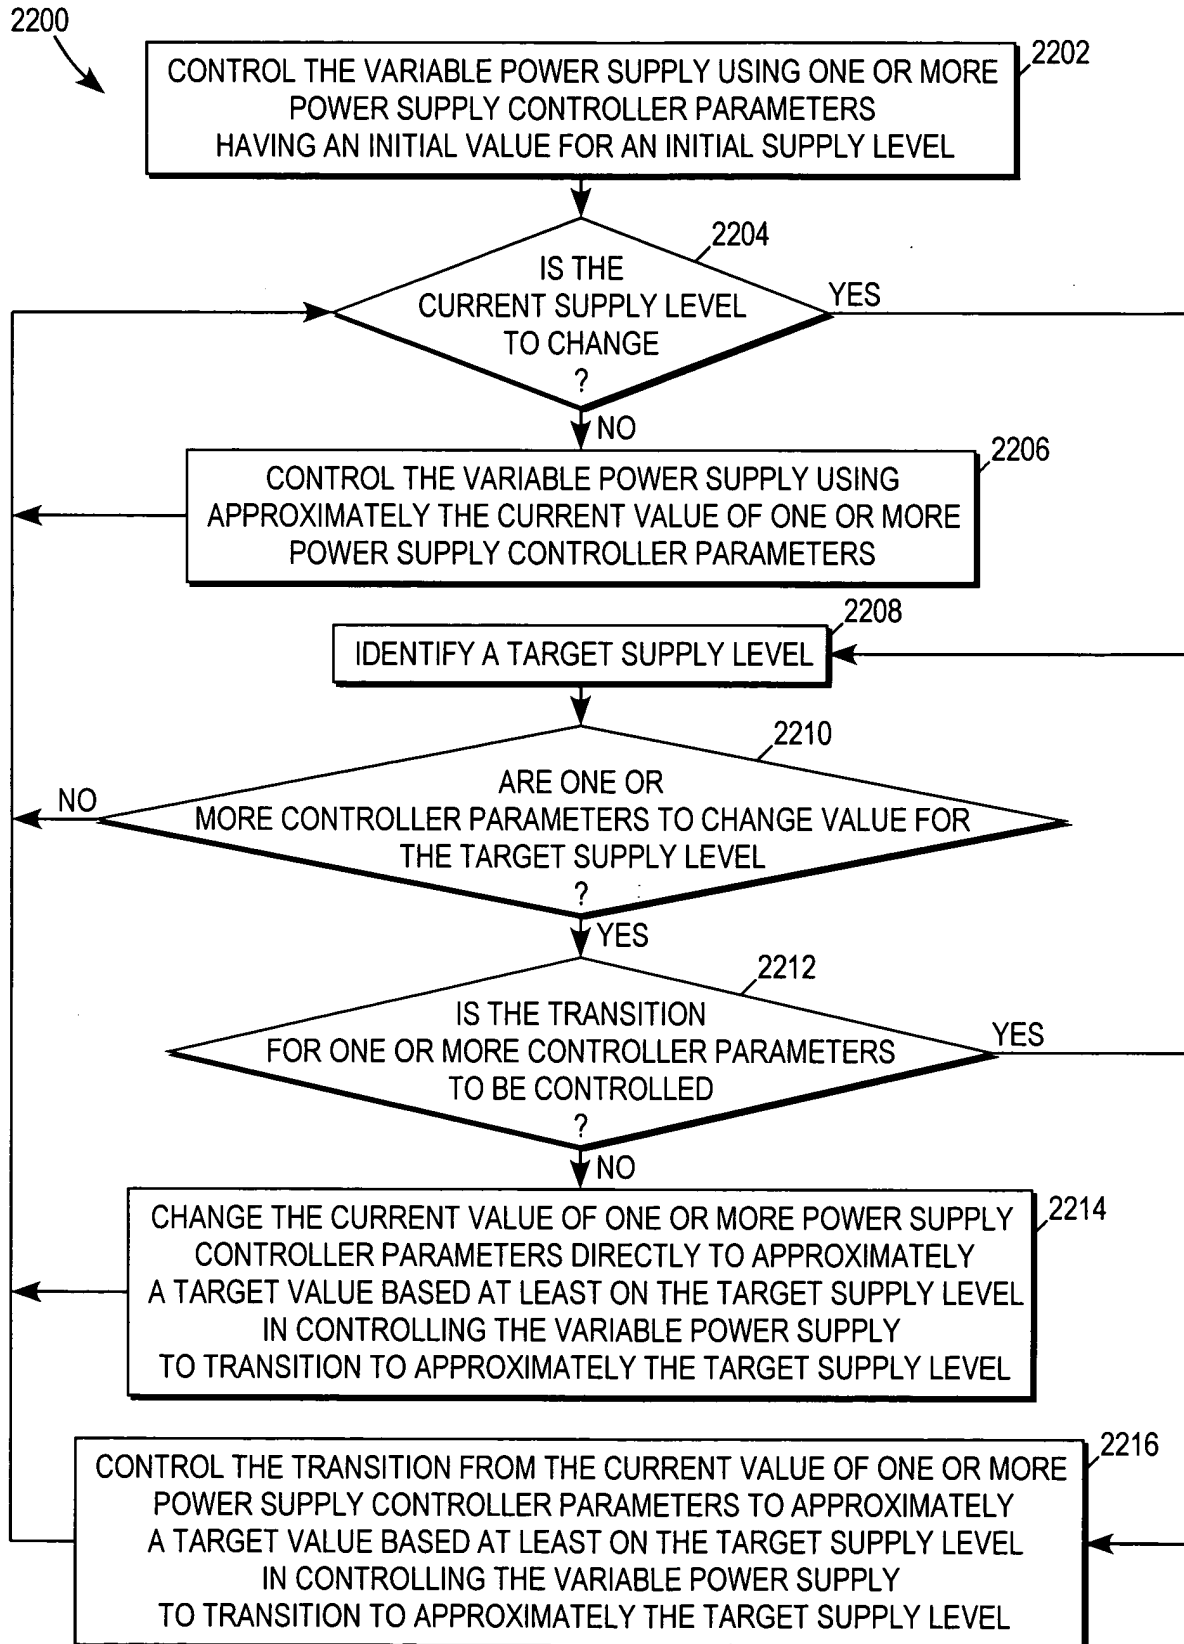 2200
CONTROL THE VARIABLE POWER SUPPLY USING ONE OR MORE
POWER SUPPLY CONTROLLER PARAMETERS
HAVING AN INITIAL VALUE FOR AN INITIAL SUPPLY LEVEL
2202
2204
IS THE
CURRENT SUPPLY LEVEL
TO CHANGE
?
YES
NO
2206
CONTROL THE VARIABLE POWER SUPPLY USING
APPROXIMATELY THE CURRENT VALUE OF ONE OR MORE
POWER SUPPLY CONTROLLER PARAMETERS
2208
IDENTIFY A TARGET SUPPLY LEVEL
2210
ARE ONE OR
MORE CONTROLLER PARAMETERS TO CHANGE VALUE FOR
THE TARGET SUPPLY LEVEL
?
NO
YES
2212
IS THE TRANSITION
FOR ONE OR MORE CONTROLLER PARAMETERS
TO BE CONTROLLED
?
YES
NO
2214
CHANGE THE CURRENT VALUE OF ONE OR MORE POWER SUPPLY
CONTROLLER PARAMETERS DIRECTLY TO APPROXIMATELY
A TARGET VALUE BASED AT LEAST ON THE TARGET SUPPLY LEVEL
IN CONTROLLING THE VARIABLE POWER SUPPLY
TO TRANSITION TO APPROXIMATELY THE TARGET SUPPLY LEVEL
2216
CONTROL THE TRANSITION FROM THE CURRENT VALUE OF ONE OR MORE
POWER SUPPLY CONTROLLER PARAMETERS TO APPROXIMATELY
A TARGET VALUE BASED AT LEAST ON THE TARGET SUPPLY LEVEL
IN CONTROLLING THE VARIABLE POWER SUPPLY
TO TRANSITION TO APPROXIMATELY THE TARGET SUPPLY LEVEL